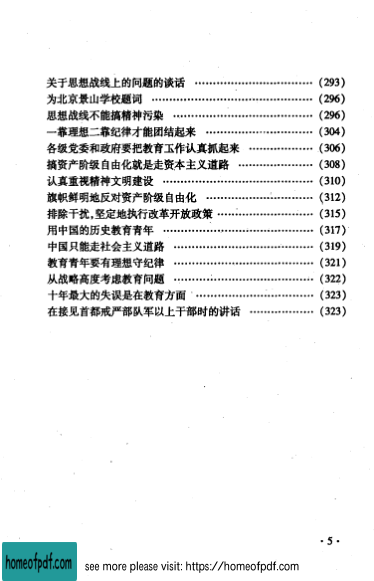 关于思想战线上的问题的谈话 ································ (293)
为北京景山学校题词 ································ (296)
思想战线不能搞精神污染 ································ (296)
一靠理想二靠纪律才能团结起来 ································ (304)
各级党委和政府要把教育工作认真抓起来 ···················· (306)
搞资产阶级自由化就是走资本主义道路 ···················· (308)
认真重视精神文明建设 ································ (310)
旗帜鲜明地反对资产阶级自由化 ························ (312)
排除干扰,坚定地执行改革开放政策 ························ (315)
用中国的历史教育青年 ································ (317)
中国只能走社会主义道路 ································ (319)
教育青年要有理想守纪律 ································ (321)
从战略高度考虑教育问题 ································ (322)
十年最大的失误是在教育方面 ························ (323)
在接见首都戒严部队军以上干部时的讲话 ················ (323)
· 5 ·
homeofpdf.com
see more please visit: https://homeofpdf.com